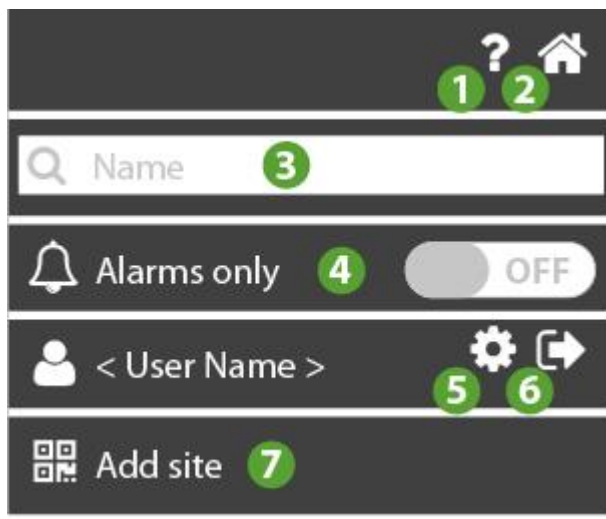 ?
1 2
Name 3
Alarms only 4 OFF
< User Name >
5 6
Add site 7